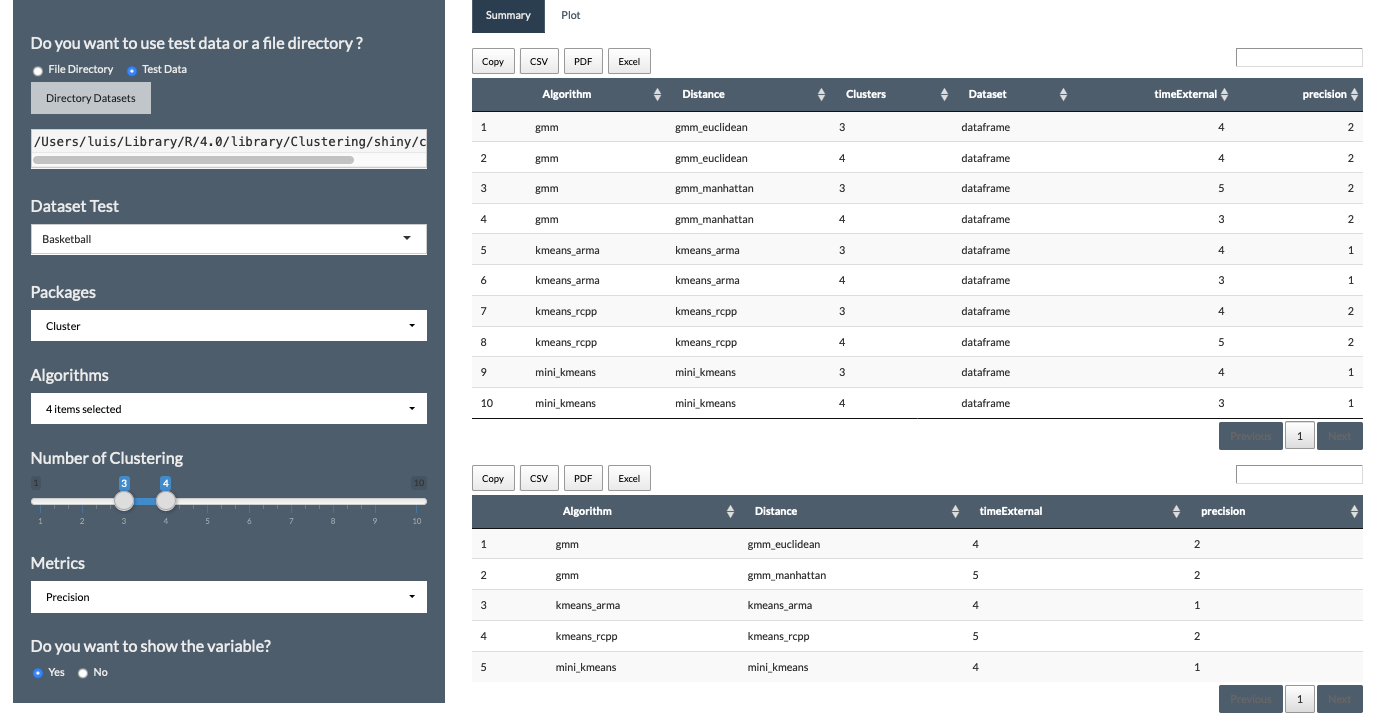 Do you want to use test data or a file directory ?
File Directory Test Data
Directory Datasets
/Users/luis/Library/R/4.0/library/Clustering/shiny/c
Dataset Test
Basketball
Packages
Cluster
Algorithms
4 items selected
Number of Clustering
1 3 4 10
1 2 3 4 5 6 7 8 9 10
Metrics
Precision
Do you want to show the variable?
Yes No
Summary Plot
Copy CSV PDF Excel
Algorithm Distance Clusters Dataset timeExternal precision
1 gmm gmm_euclidean 3 dataframe 4 2
2 gmm gmm_euclidean 4 dataframe 4 2
3 gmm gmm_manhattan 3 dataframe 5 2
4 gmm gmm_manhattan 4 dataframe 3 2
5 kmeans_arma kmeans_arma 3 dataframe 4 1
6 kmeans_arma kmeans_arma 4 dataframe 3 1
7 kmeans_rcpp kmeans_rcpp 3 dataframe 4 2
8 kmeans_rcpp kmeans_rcpp 4 dataframe 5 2
9 mini_kmeans mini_kmeans 3 dataframe 4 1
10 mini_kmeans mini_kmeans 4 dataframe 3 1
Previous 1 Next
Copy CSV PDF Excel
Algorithm Distance timeExternal precision
1 gmm gmm_euclidean 4 2
2 gmm gmm_manhattan 5 2
3 kmeans_arma kmeans_arma 4 1
4 kmeans_rcpp kmeans_rcpp 5 2
5 mini_kmeans mini_kmeans 4 1
Previous 1 Next